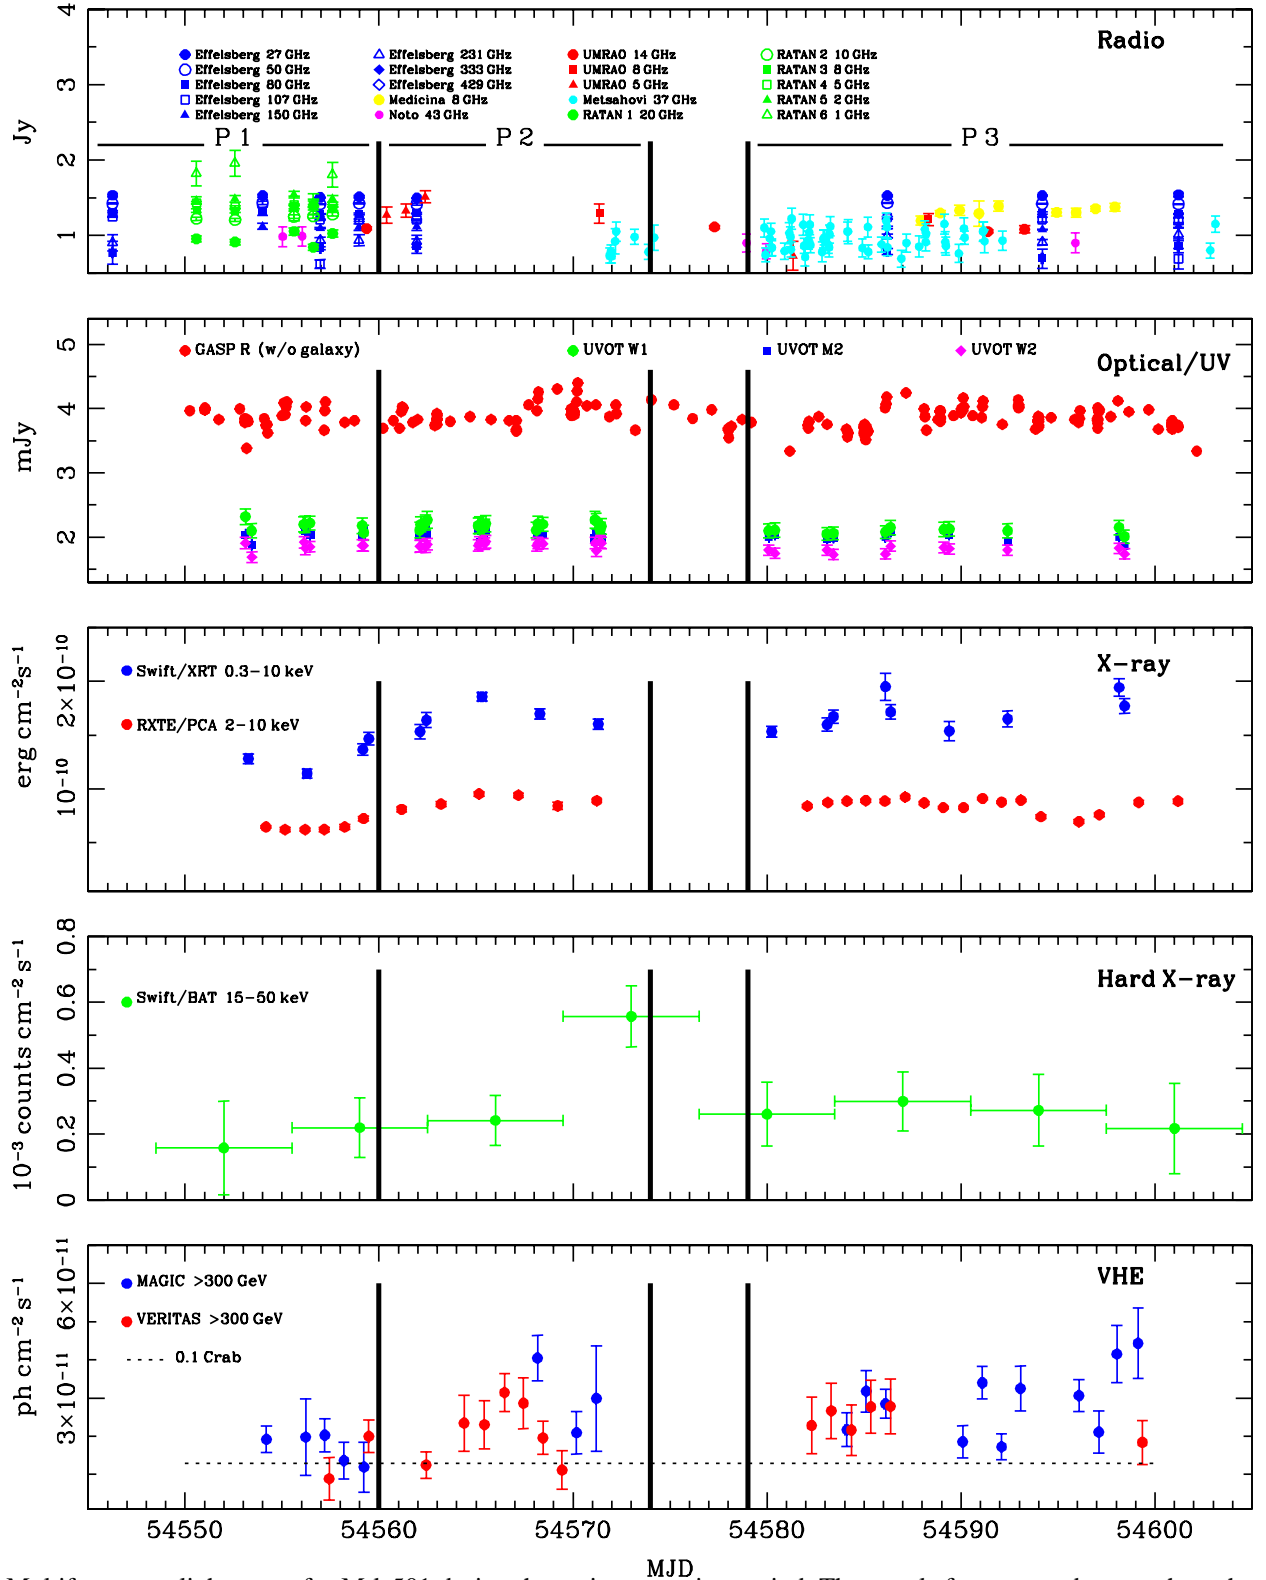 4
3
2
1
Jy
Radio
Effelsberg 27 GHz
Effelsberg 50 GHz
Effelsberg 80 GHz
Effelsberg 107 GHz
Effelsberg 150 GHz
Effelsberg 231 GHz
Effelsberg 333 GHz
Effelsberg 429 GHz
Medicina 8 GHz
Noto 43 GHz
UMRAO 14 GHz
UMRAO 8 GHz
UMRAO 5 GHz
Metsahovi 37 GHz
RATAN 1 20 GHz
RATAN 2 10 GHz
RATAN 3 8 GHz
RATAN 4 5 GHz
RATAN 5 2 GHz
RATAN 6 1 GHz
P 1
P 2
P 3
5
4
3
2
mJy
GASP R (w/o galaxy)
UVOT W1
UVOT M2
UVOT W2
Optical/UV
2×10⁻¹⁰
10⁻¹⁰
erg cm⁻²s⁻¹
Swift/XRT 0.3−10 keV
RXTE/PCA 2−10 keV
X−ray
0.8
0.6
0.4
0.2
0
10⁻³ counts cm⁻² s⁻¹
Swift/BAT 15−50 keV
Hard X−ray
6×10⁻¹¹
3×10⁻¹¹
ph cm⁻² s⁻¹
MAGIC >300 GeV
VERITAS >300 GeV
0.1 Crab
VHE
54550 54560 54570 54580 54590 54600
MJD